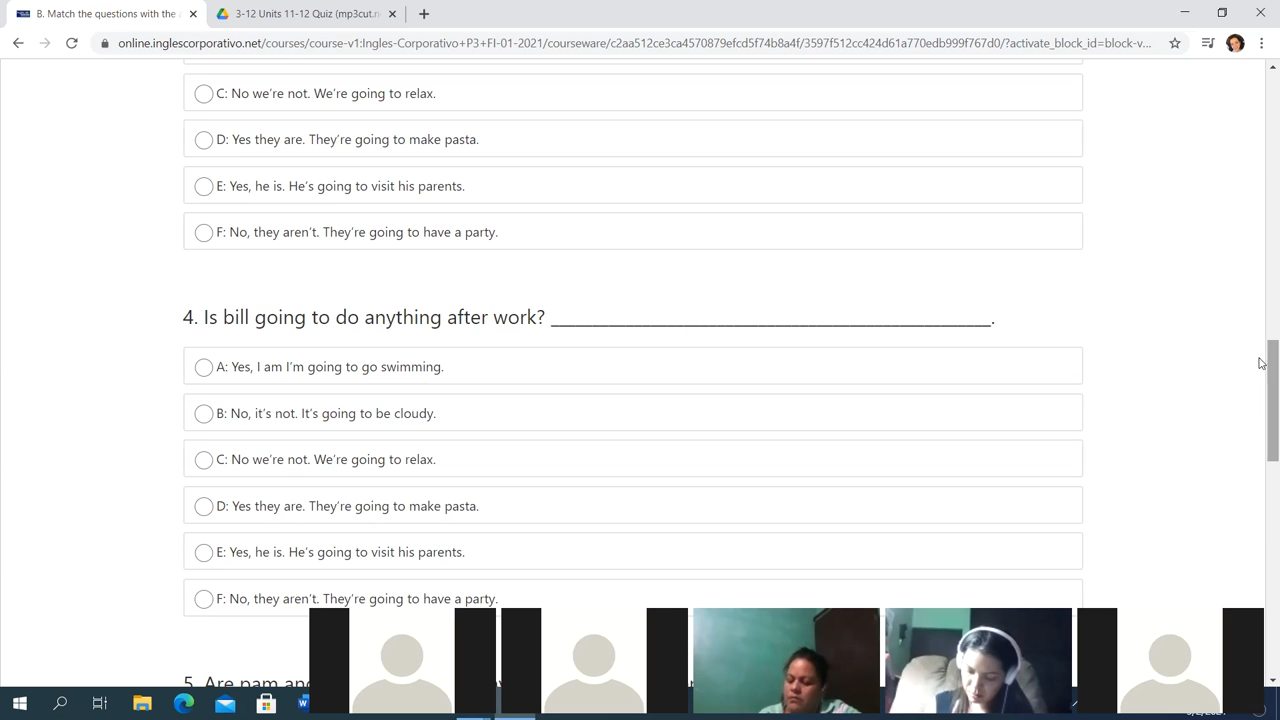 B. Match the questions with the
3-12 Units 11-12 Quiz (mp3cut.n
online.inglescorporativo.net/courses/course-v1:Ingles-Corporativo+P3+FI-01-2021/courseware/c2aa512ce3ca4570879efcd5f74b8a4f/3597f512cc424d61a770edb999f767d0/?activate_block_id=block-v...
C: No we're not. We're going to relax.
D: Yes they are. They're going to make pasta.
E: Yes, he is. He's going to visit his parents.
F: No, they aren't. They're going to have a party.
4. Is bill going to do anything after work? ______________________________________________.
A: Yes, I am I'm going to go swimming.
B: No, it's not. It's going to be cloudy.
C: No we're not. We're going to relax.
D: Yes they are. They're going to make pasta.
E: Yes, he is. He's going to visit his parents.
F: No, they aren't. They're going to have a party.
5. Are pam